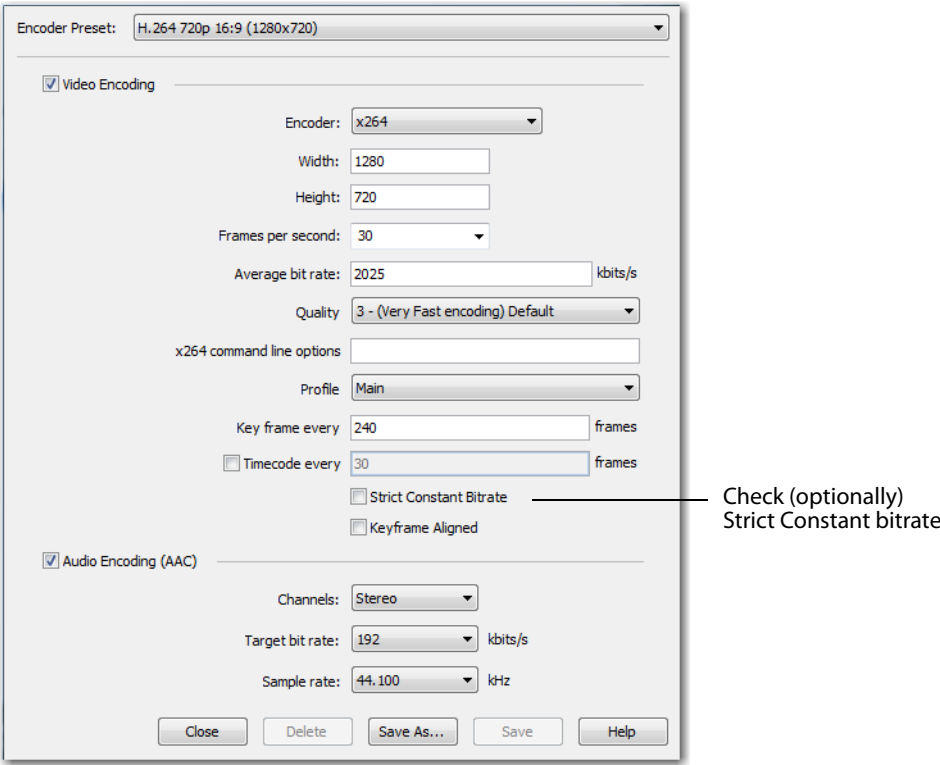 Encoder Preset: H.264 720p 16:9 (1280x720)
Video Encoding
Encoder: x264
Width: 1280
Height: 720
Frames per second: 30
Average bit rate: 2025 kbits/s
Quality 3 - (Very Fast encoding) Default
x264 command line options
Profile Main
Key frame every 240 frames
Timecode every 30 frames
Strict Constant Bitrate
Check (optionally)
Strict Constant bitrate
Keyframe Aligned
Audio Encoding (AAC)
Channels: Stereo
Target bit rate: 192 kbits/s
Sample rate: 44.100 kHz
Close Delete Save As... Save Help